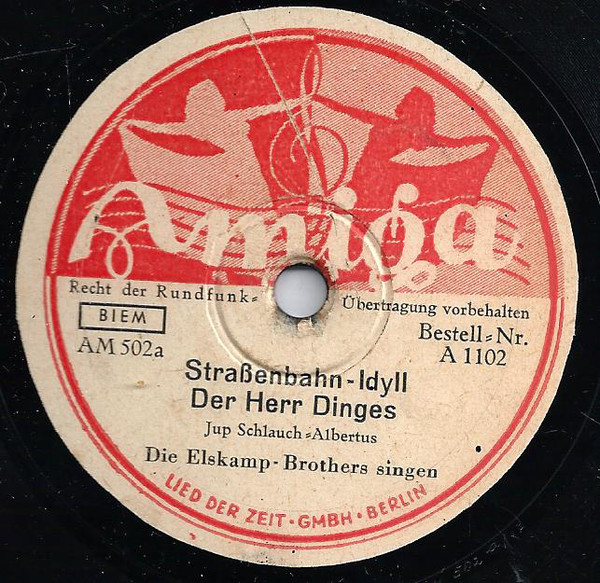 Amiga
Recht der Rundfunk=
Übertragung vorbehalten
BIEM
Bestell=Nr.
AM 502a
A 1102
Straßenbahn-Idyll
Der Herr Dinges
Jup Schlauch=Albertus
Die Elskamp-Brothers singen
LIED DER ZEIT · GMBH · BERLIN